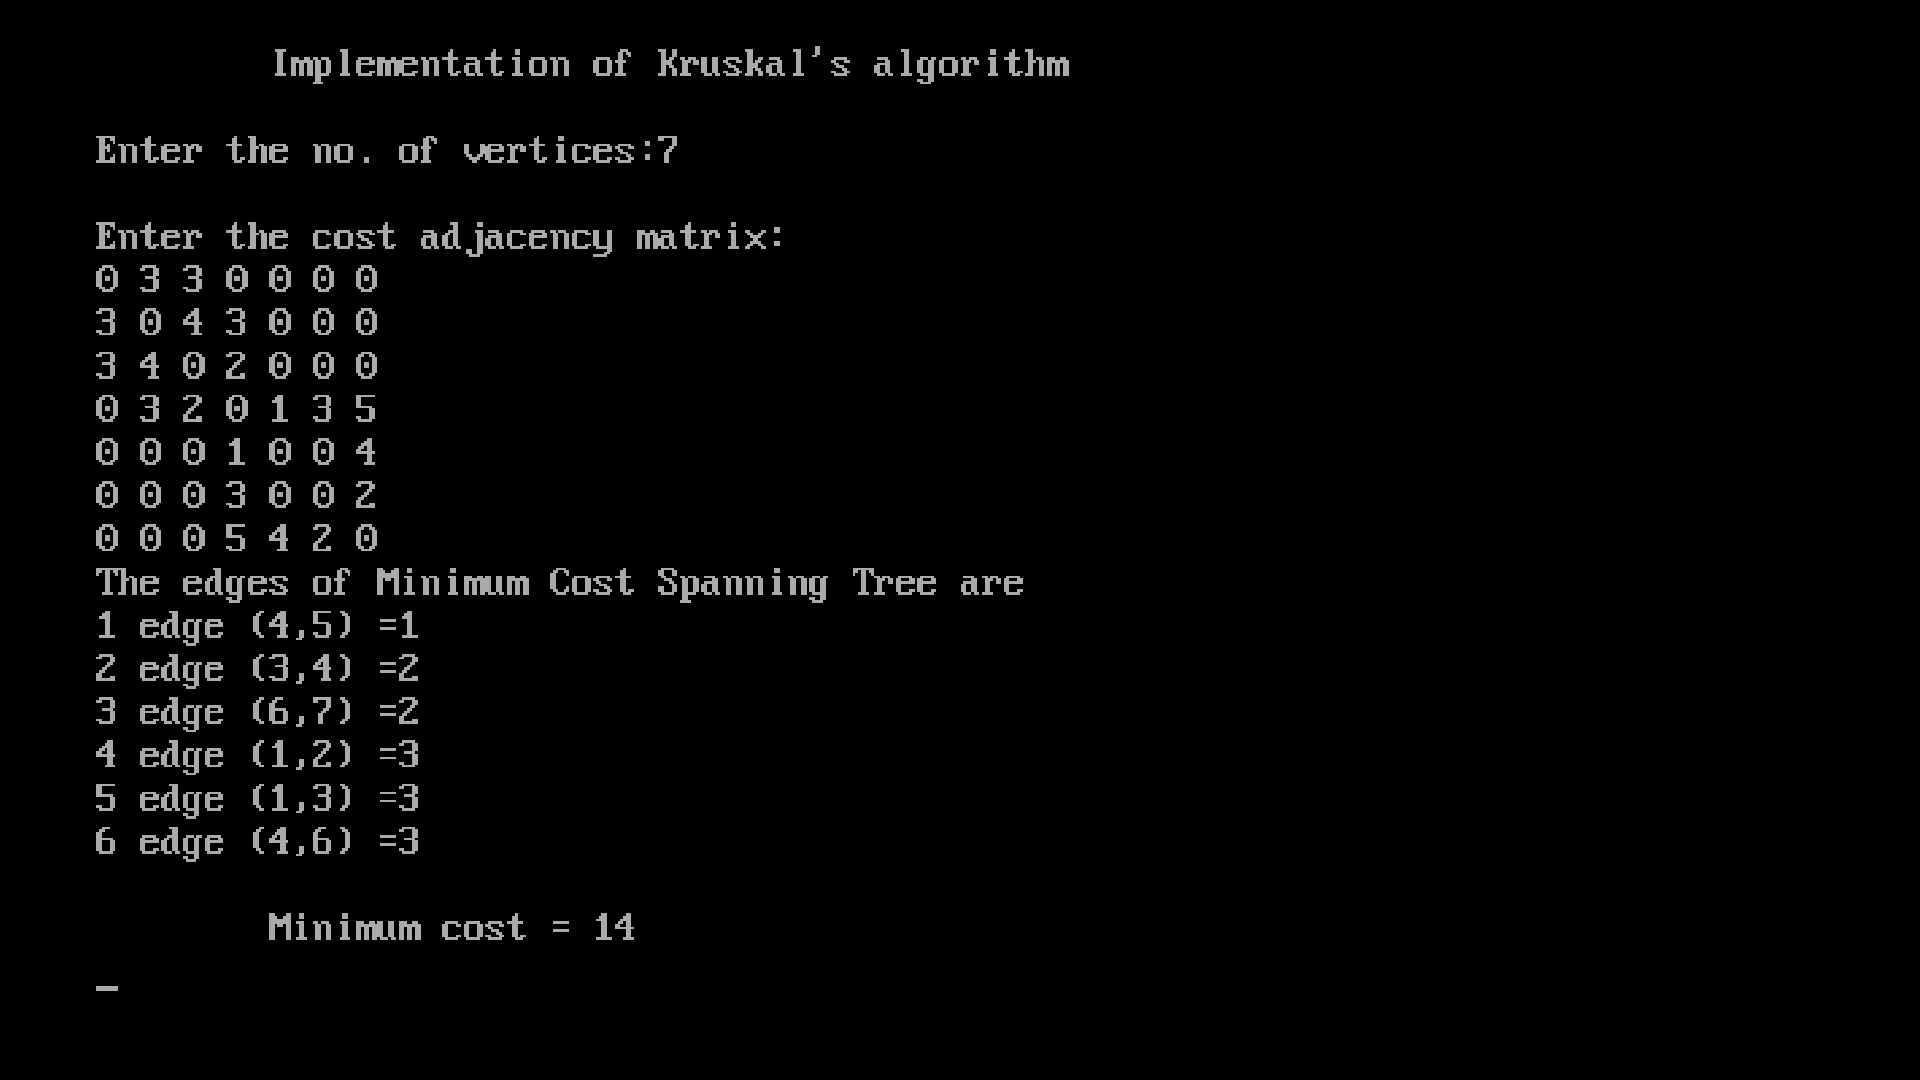 Implementation of Kruskal's algorithm
Enter the no. of vertices:7
Enter the cost adjacency matrix:
0 3 3 0 0 0 0
3 0 4 3 0 0 0
3 4 0 2 0 0 0
0 3 2 0 1 3 5
0 0 0 1 0 0 4
0 0 0 3 0 0 2
0 0 0 5 4 2 0
The edges of Minimum Cost Spanning Tree are
1 edge (4,5) =1
2 edge (3,4) =2
3 edge (6,7) =2
4 edge (1,2) =3
5 edge (1,3) =3
6 edge (4,6) =3
Minimum cost = 14
_